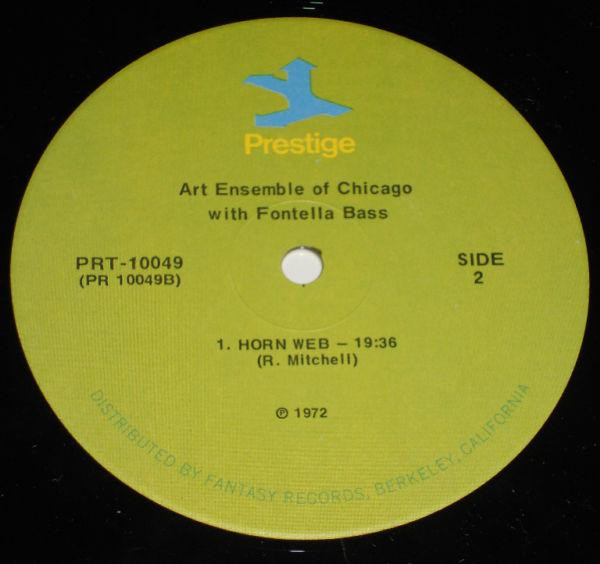 Prestige
Art Ensemble of Chicago
with Fontella Bass
PRT-10049
(PR 10049B)
SIDE
2
1. HORN WEB – 19:36
(R. Mitchell)
℗ 1972
DISTRIBUTED BY FANTASY RECORDS, BERKELEY, CALIFORNIA